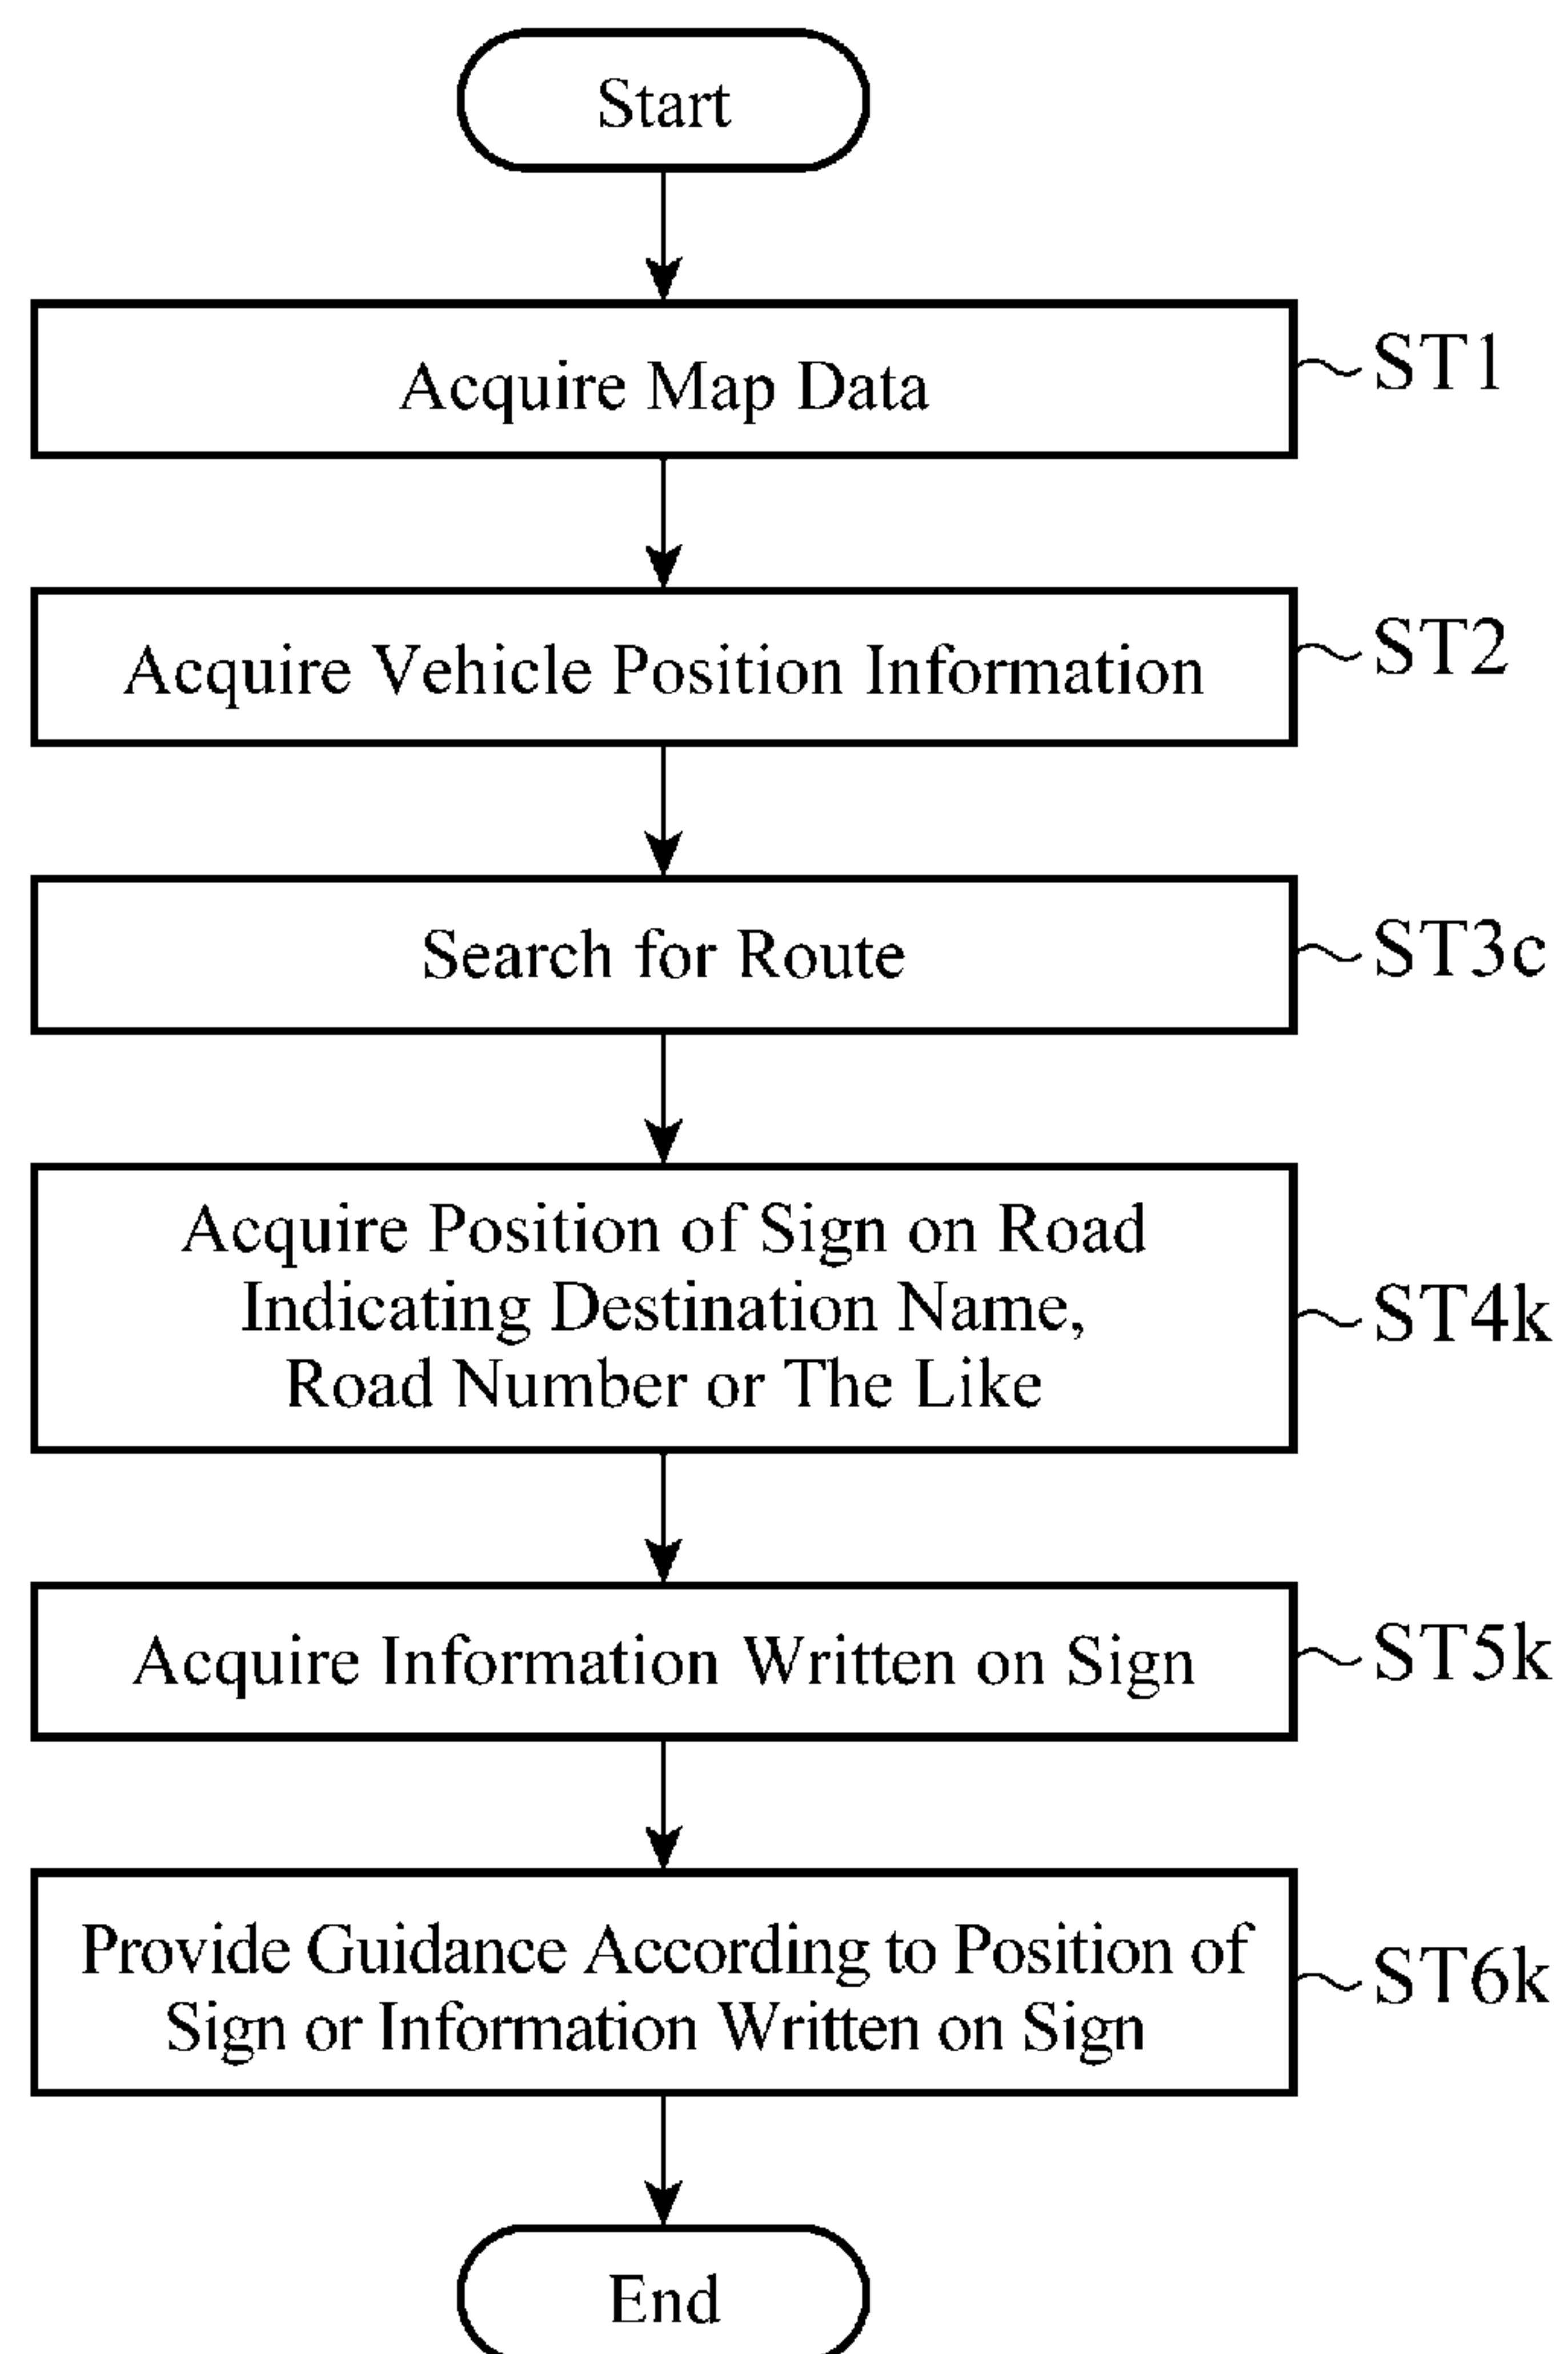 Start
Acquire Map Data
ST1
Acquire Vehicle Position Information
ST2
Search for Route
ST3c
Acquire Position of Sign on Road
Indicating Destination Name,
Road Number or The Like
ST4k
Acquire Information Written on Sign
ST5k
Provide Guidance According to Position of
Sign or Information Written on Sign
ST6k
End